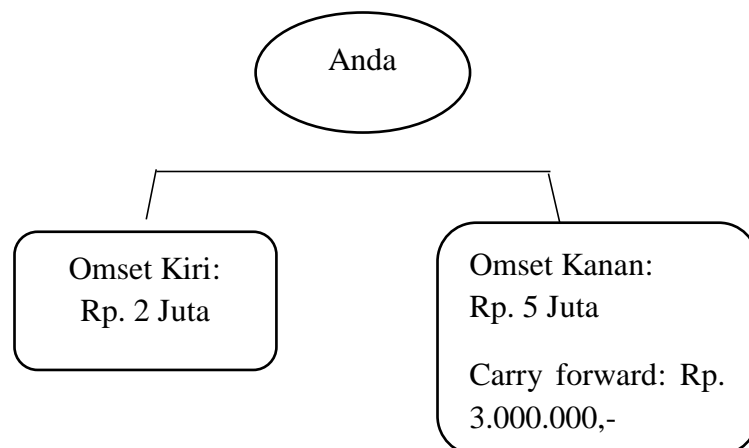 Anda
Omset Kiri:
Rp. 2 Juta
Omset Kanan:
Rp. 5 Juta
Carry forward: Rp.
3.000.000,-